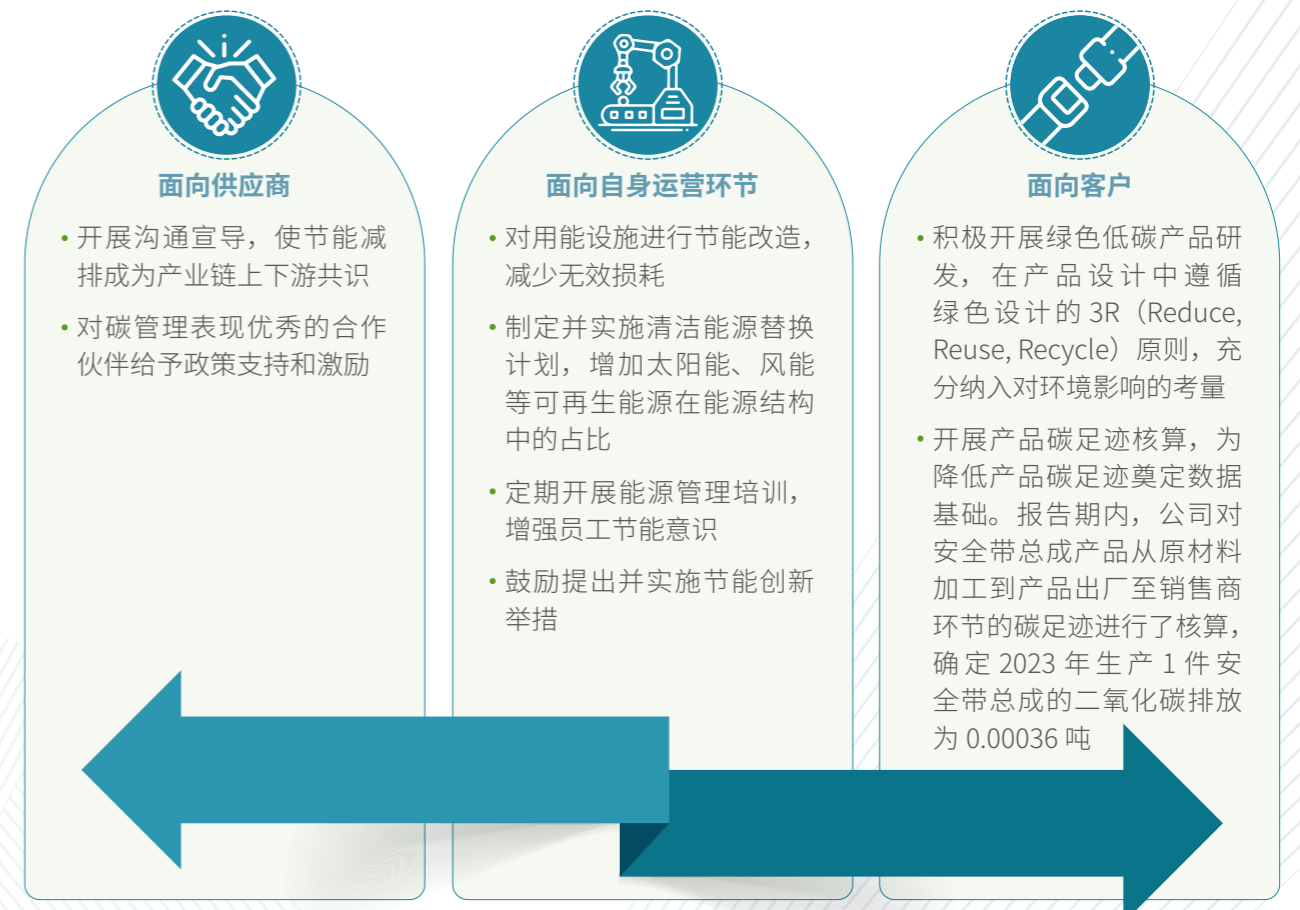 面向供应商
• 开展沟通宣导，使节能减
排成为产业链上下游共识
• 对碳管理表现优秀的合作
伙伴给予政策支持和激励
面向自身运营环节
• 对用能设施进行节能改造，
减少无效损耗
• 制定并实施清洁能源替换
计划，增加太阳能、风能
等可再生能源在能源结构
中的占比
• 定期开展能源管理培训，
增强员工节能意识
• 鼓励提出并实施节能创新
举措
面向客户
• 积极开展绿色低碳产品研
发，在产品设计中遵循
绿色设计的 3R（Reduce,
Reuse, Recycle）原则，充
分纳入对环境影响的考量
• 开展产品碳足迹核算，为
降低产品碳足迹奠定数据
基础。报告期内，公司对
安全带总成产品从原材料
加工到产品出厂至销售商
环节的碳足迹进行了核算，
确定 2023 年生产 1 件安
全带总成的二氧化碳排放
为 0.00036 吨